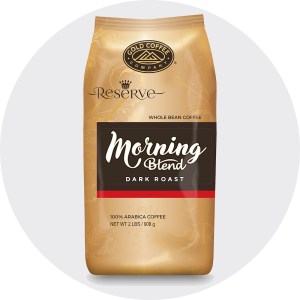 GOLD COFFEE
COMPANY
Reserve
WHOLE BEAN COFFEE
Morning
Blend
DARK ROAST
100% ARABICA COFFEE
NET WT 2 LBS / 908 g